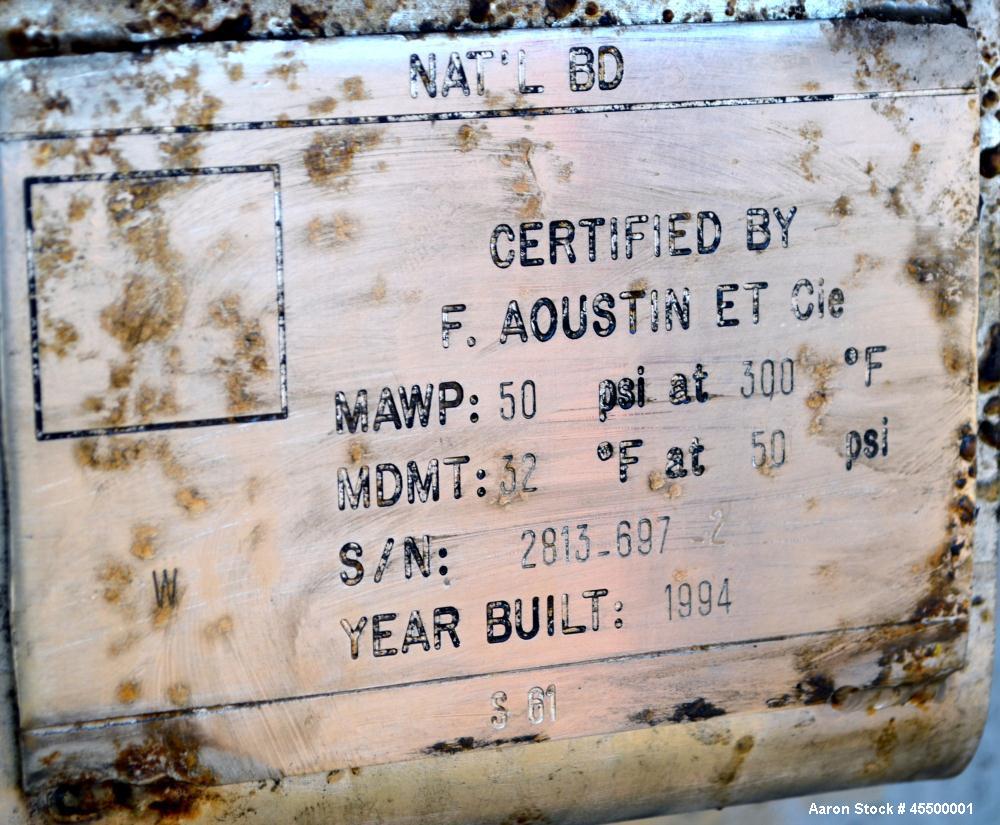 NAT'L BD
CERTIFIED BY
F. AOUSTIN ET Cie
MAWP: 50 psi at 300 °F
MDMT: 32 °F at 50 psi
S/N: 2813-697 2
W
YEAR BUILT: 1994
S 61
Aaron Stock # 45500001